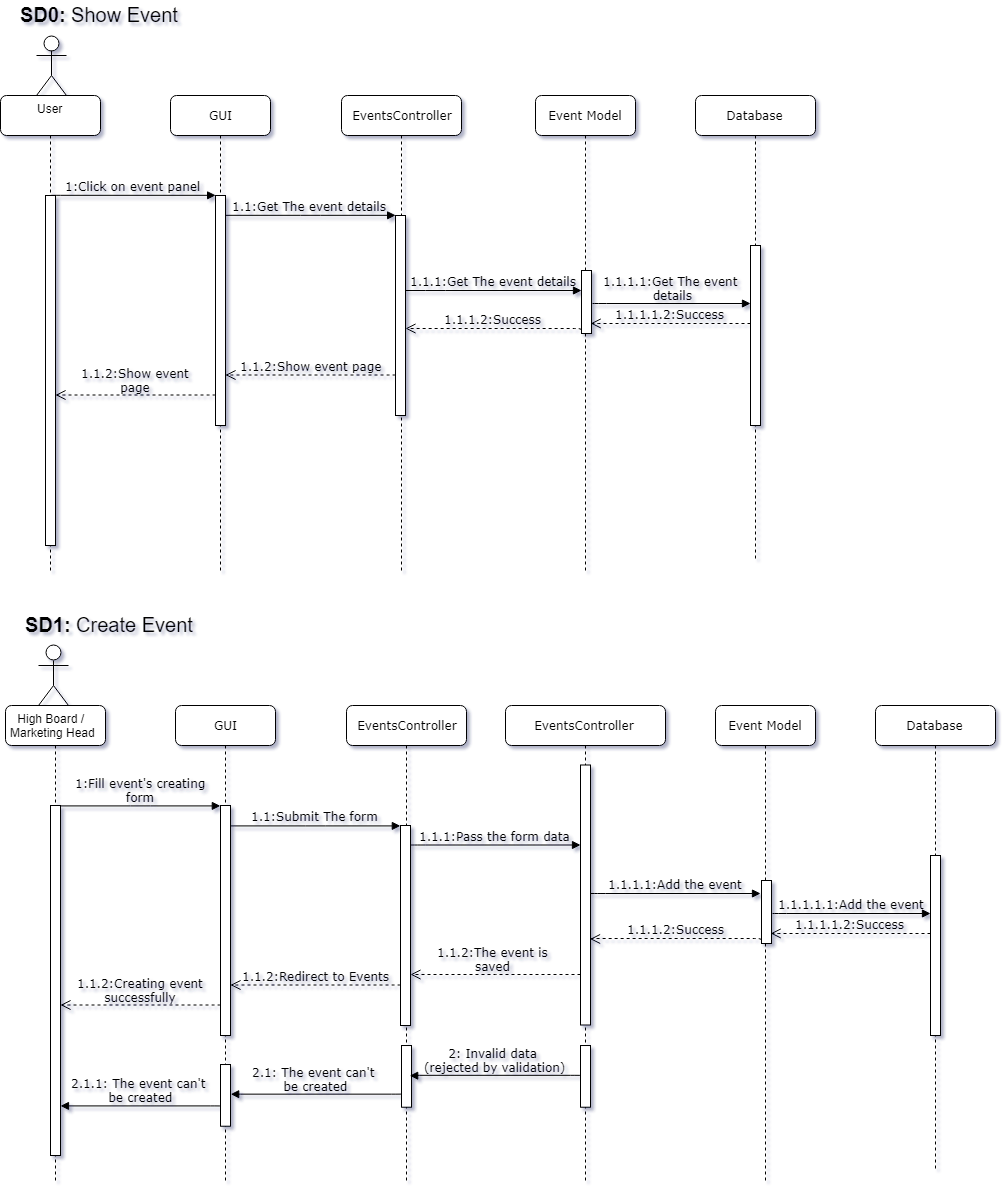 SD0: Show Event
User
GUI
EventsController
Event Model
Database
1:Click on event panel
1.1:Get The event details
1.1.1:Get The event details
1.1.1.1:Get The event
details
1.1.1.2:Success
1.1.1.1.2:Success
1.1.2:Show event
page
1.1.2:Show event page
SD1: Create Event
High Board /
Marketing Head
GUI
EventsController
EventsController
Event Model
Database
1:Fill event's creating
form
1.1:Submit The form
1.1.1:Pass the form data
1.1.1.1:Add the event
1.1.1.1.1:Add the event
1.1.1.2:Success
1.1.1.1.2:Success
1.1.2:The event is
saved
1.1.2:Redirect to Events
1.1.2:Creating event
successfully
2: Invalid data
(rejected by validation)
2.1: The event can't
be created
2.1.1: The event can't
be created